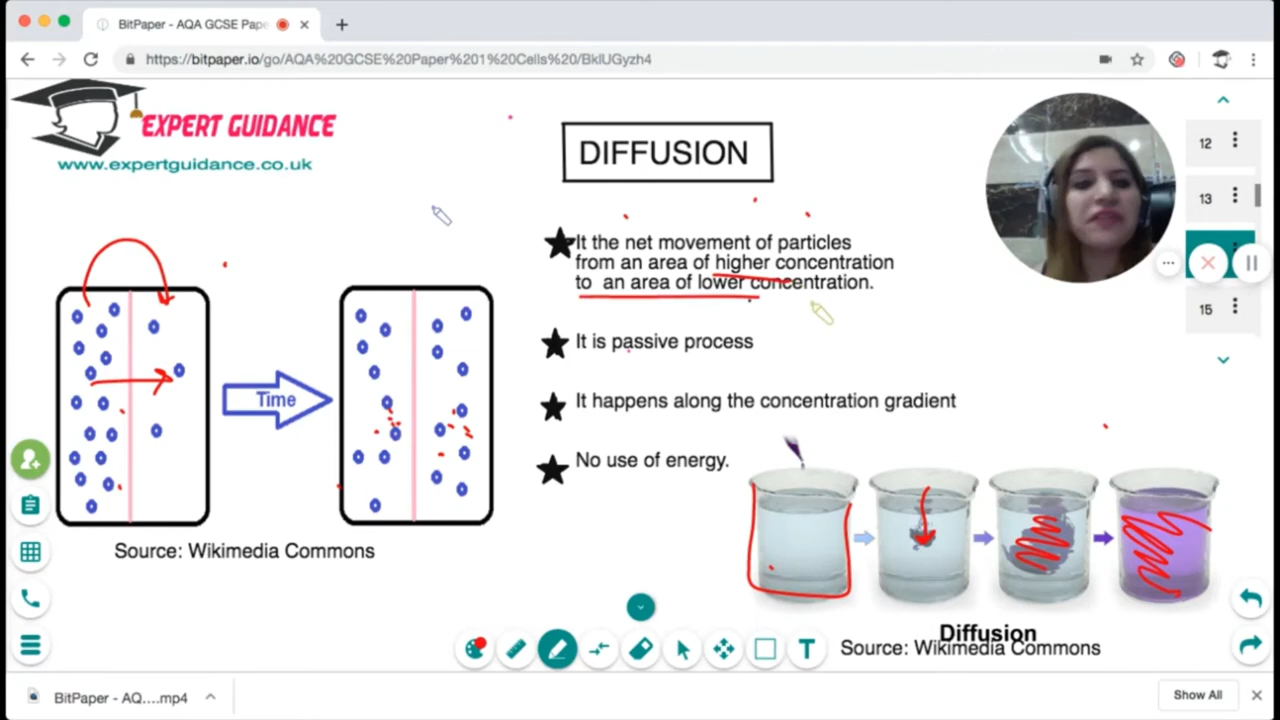 BitPaper - AQA GCSE Pape
https://bitpaper.io/go/AQA%20GCSE%20Paper%201%20Cells%20/BklUGyzh4
EXPERT GUIDANCE
www.expertguidance.co.uk
DIFFUSION
12
13
15
It the net movement of particles
from an area of higher concentration
to an area of lower concentration.
It is passive process
It happens along the concentration gradient
No use of energy.
Time
Source: Wikimedia Commons
Diffusion
Source: Wikimedia Commons
T
BitPaper - AQ....mp4
Show All